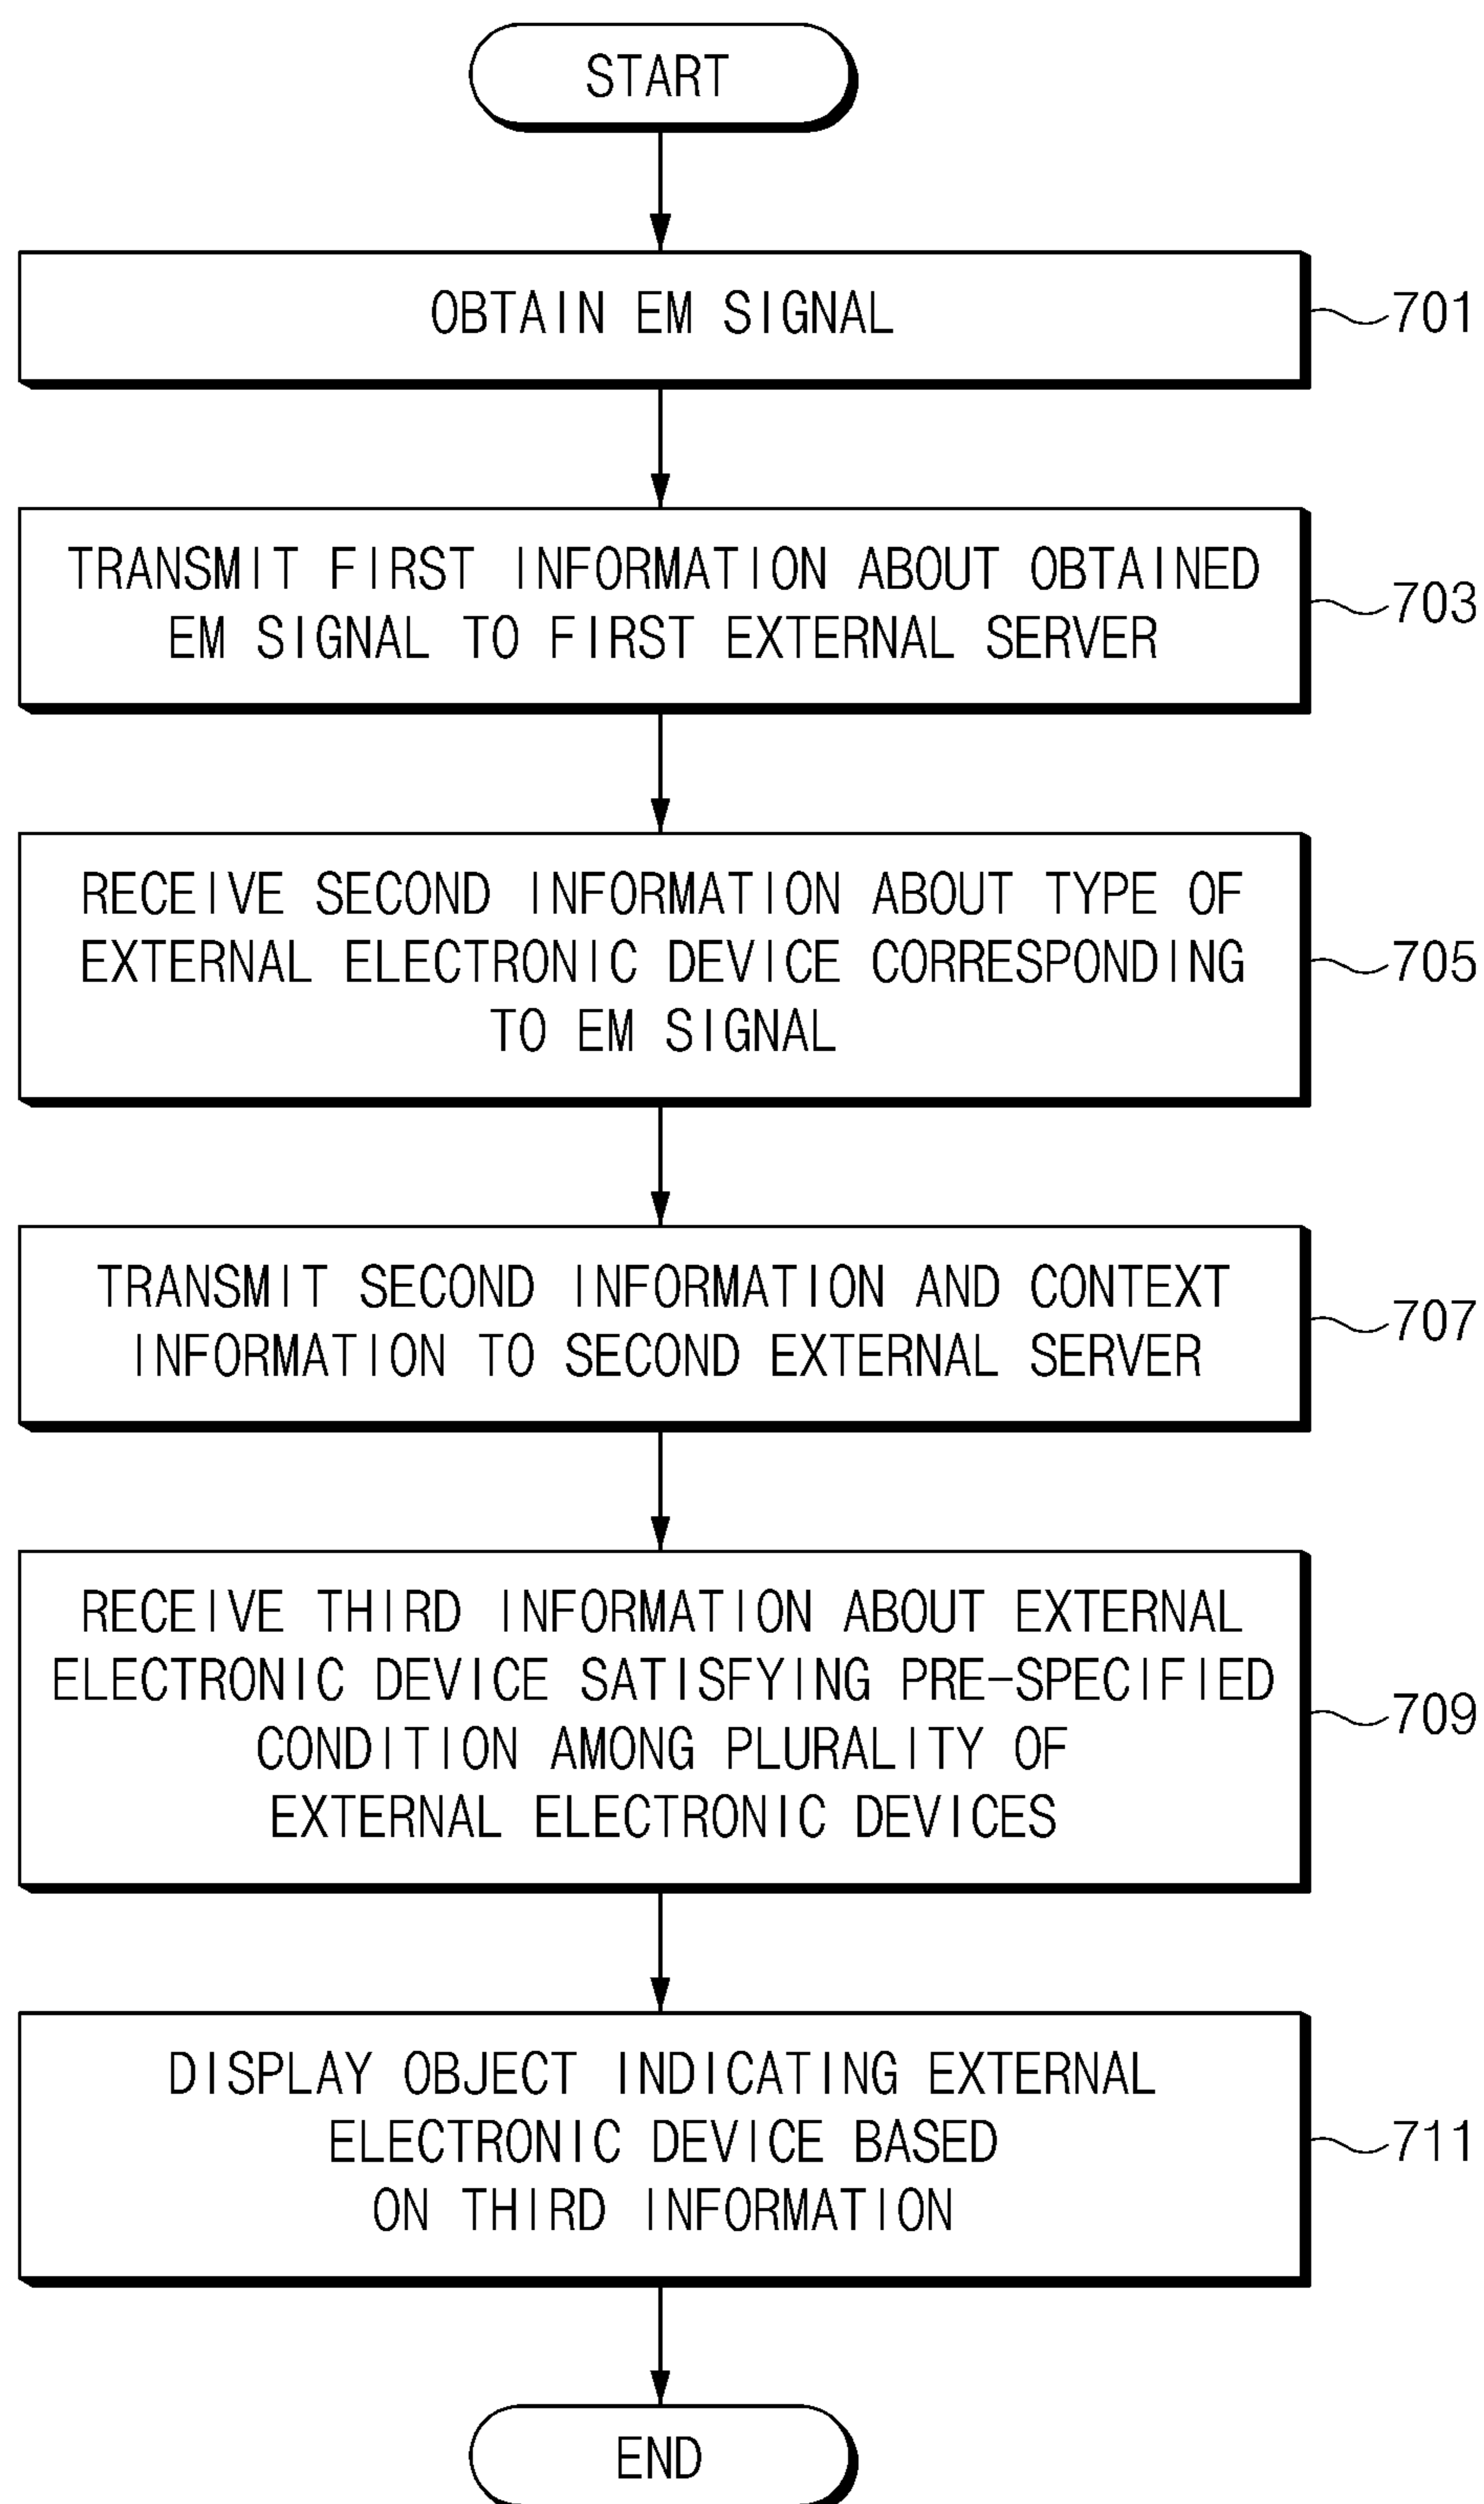 START
OBTAIN EM SIGNAL
701
TRANSMIT FIRST INFORMATION ABOUT OBTAINED
EM SIGNAL TO FIRST EXTERNAL SERVER
703
RECEIVE SECOND INFORMATION ABOUT TYPE OF
EXTERNAL ELECTRONIC DEVICE CORRESPONDING
TO EM SIGNAL
705
TRANSMIT SECOND INFORMATION AND CONTEXT
INFORMATION TO SECOND EXTERNAL SERVER
707
RECEIVE THIRD INFORMATION ABOUT EXTERNAL
ELECTRONIC DEVICE SATISFYING PRE-SPECIFIED
CONDITION AMONG PLURALITY OF
EXTERNAL ELECTRONIC DEVICES
709
DISPLAY OBJECT INDICATING EXTERNAL
ELECTRONIC DEVICE BASED
ON THIRD INFORMATION
711
END